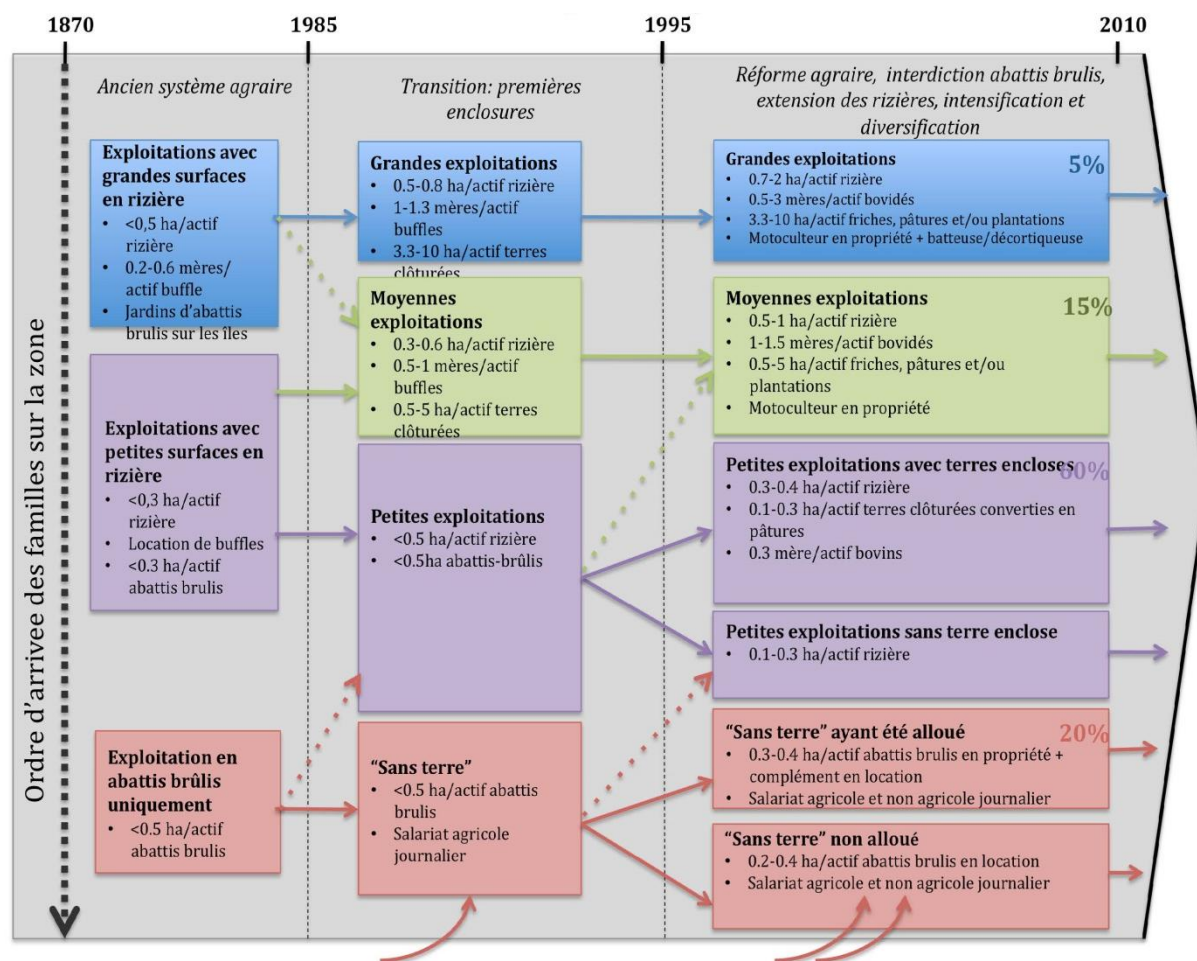 1870
1985
1995
2010
Ordre d'arrivee des familles sur la zone
Ancien système agraire
Transition: premières
enclosures
Réforme agraire, interdiction abattis brulis,
extension des rizières, intensification et
diversification
Exploitations avec
grandes surfaces
en rizière
• <0,5 ha/actif
rizière
• 0.2-0.6 mères/
actif buffle
• Jardins d'abattis
brulis sur les îles
Exploitations avec
petites surfaces en
rizière
• <0,3 ha/actif
rizière
• Location de buffles
• <0.3 ha/actif
abattis brulis
Exploitation en
abattis brûlis
uniquement
• <0.5 ha/actif
abattis brulis
Grandes exploitations
• 0.5-0.8 ha/actif rizière
• 1-1.3 mères/actif
buffles
• 3.3-10 ha/actif terres
clôturées
Moyennes
exploitations
• 0.3-0.6 ha/actif rizière
• 0.5-1 mères/actif
buffles
• 0.5-5 ha/actif terres
clôturées
Petites exploitations
• <0.5 ha/actif rizière
• <0.5ha abattis-brûlis
"Sans terre"
• <0.5 ha/actif abattis
brulis
• Salariat agricole
journalier
Grandes exploitations
5%
• 0.7-2 ha/actif rizière
• 0.5-3 mères/actif bovidés
• 3.3-10 ha/actif friches, pâtures et/ou plantations
• Motoculteur en propriété + batteuse/décortiqueuse
Moyennes exploitations
15%
• 0.5-1 ha/actif rizière
• 1-1.5 mères/actif bovidés
• 0.5-5 ha/actif friches, pâtures et/ou
plantations
• Motoculteur en propriété
Petites exploitations avec terres encloses
60%
• 0.3-0.4 ha/actif rizière
• 0.1-0.3 ha/actif terres clôturées converties en
pâtures
• 0.3 mère/actif bovins
Petites exploitations sans terre enclose
• 0.1-0.3 ha/actif rizière
"Sans terre" ayant été alloué
20%
• 0.3-0.4 ha/actif abattis brulis en propriété +
complément en location
• Salariat agricole et non agricole journalier
"Sans terre" non alloué
• 0.2-0.4 ha/actif abattis brulis en location
• Salariat agricole et non agricole journalier